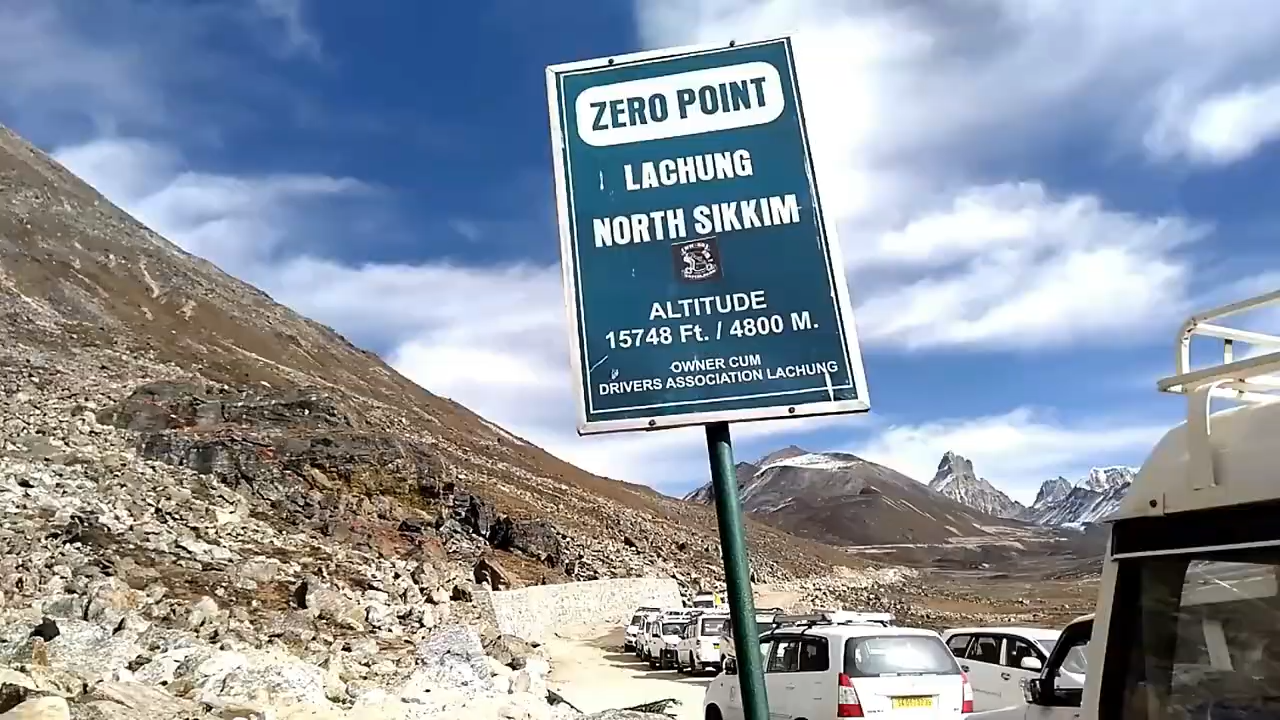 ZERO POINT
LACHUNG
NORTH SIKKIM
ALTITUDE
15748 Ft. / 4800 M.
OWNER CUM
DRIVERS ASSOCIATION LACHUNG